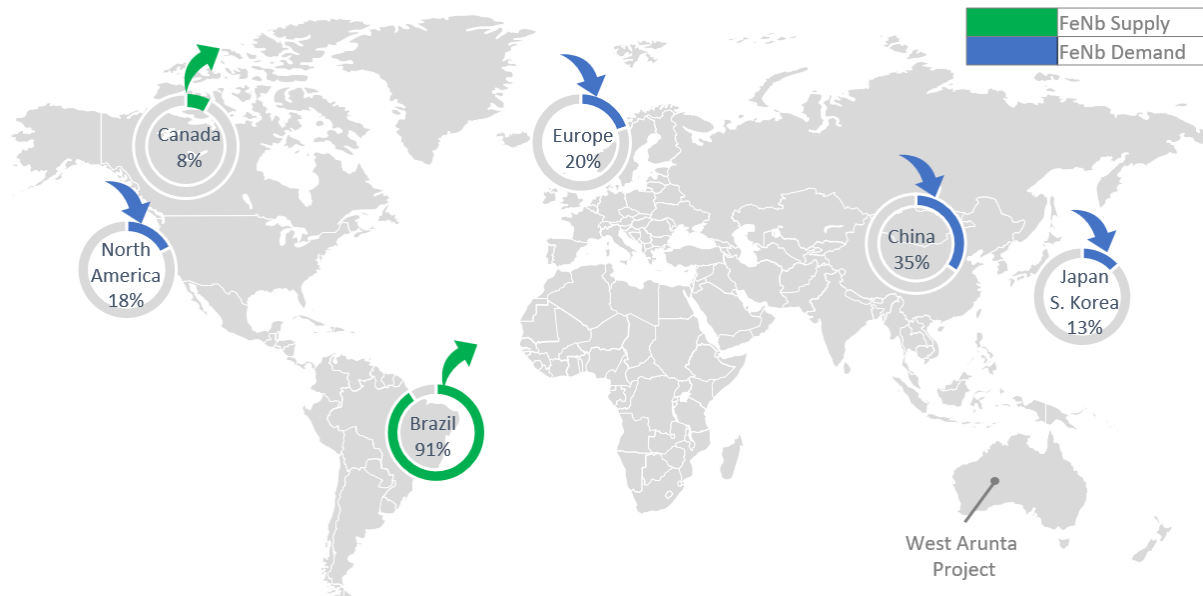 FeNb Supply
FeNb Demand
Canada
8%
Europe
20%
North
America
18%
China
35%
Japan
S. Korea
13%
Brazil
91%
West Arunta
Project